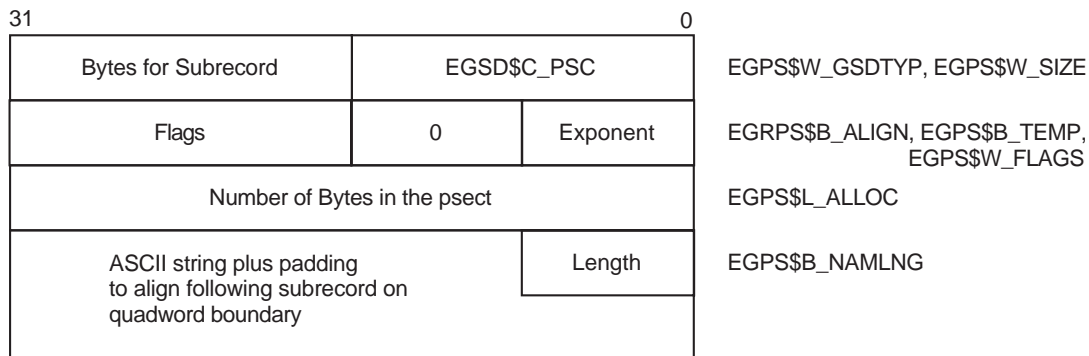 31 0
Bytes for Subrecord EGSD$C_PSC EGPS$W_GSDTYP, EGPS$W_SIZE
Flags 0 Exponent EGRPS$B_ALIGN, EGPS$B_TEMP,
EGPS$W_FLAGS
Number of Bytes in the psect EGPS$L_ALLOC
ASCII string plus padding Length EGPS$B_NAMLNG
to align following subrecord on
quadword boundary